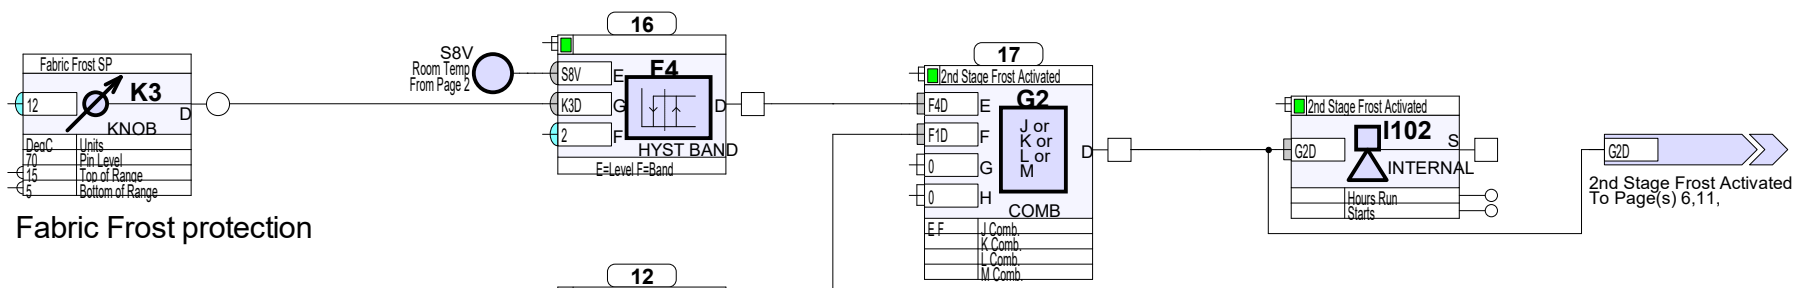 Fabric Frost SP
12
K3
D
KNOB
DegC Units
70 Pin Level
15 Top of Range
5 Bottom of Range
Fabric Frost protection
S8V
Room Temp
From Page 2
16
S8V E
F4
K3D G
D
2 F
HYST BAND
E=Level F=Band
12
17
2nd Stage Frost Activated
G2
F4D E
F1D F
0 G
0 H
J or
K or
L or
M
D
COMB
E F J Comb.
K Comb.
L Comb.
M Comb.
2nd Stage Frost Activated
I102
G2D
S
INTERNAL
Hours Run
Starts
G2D
2nd Stage Frost Activated
To Page(s) 6,11,